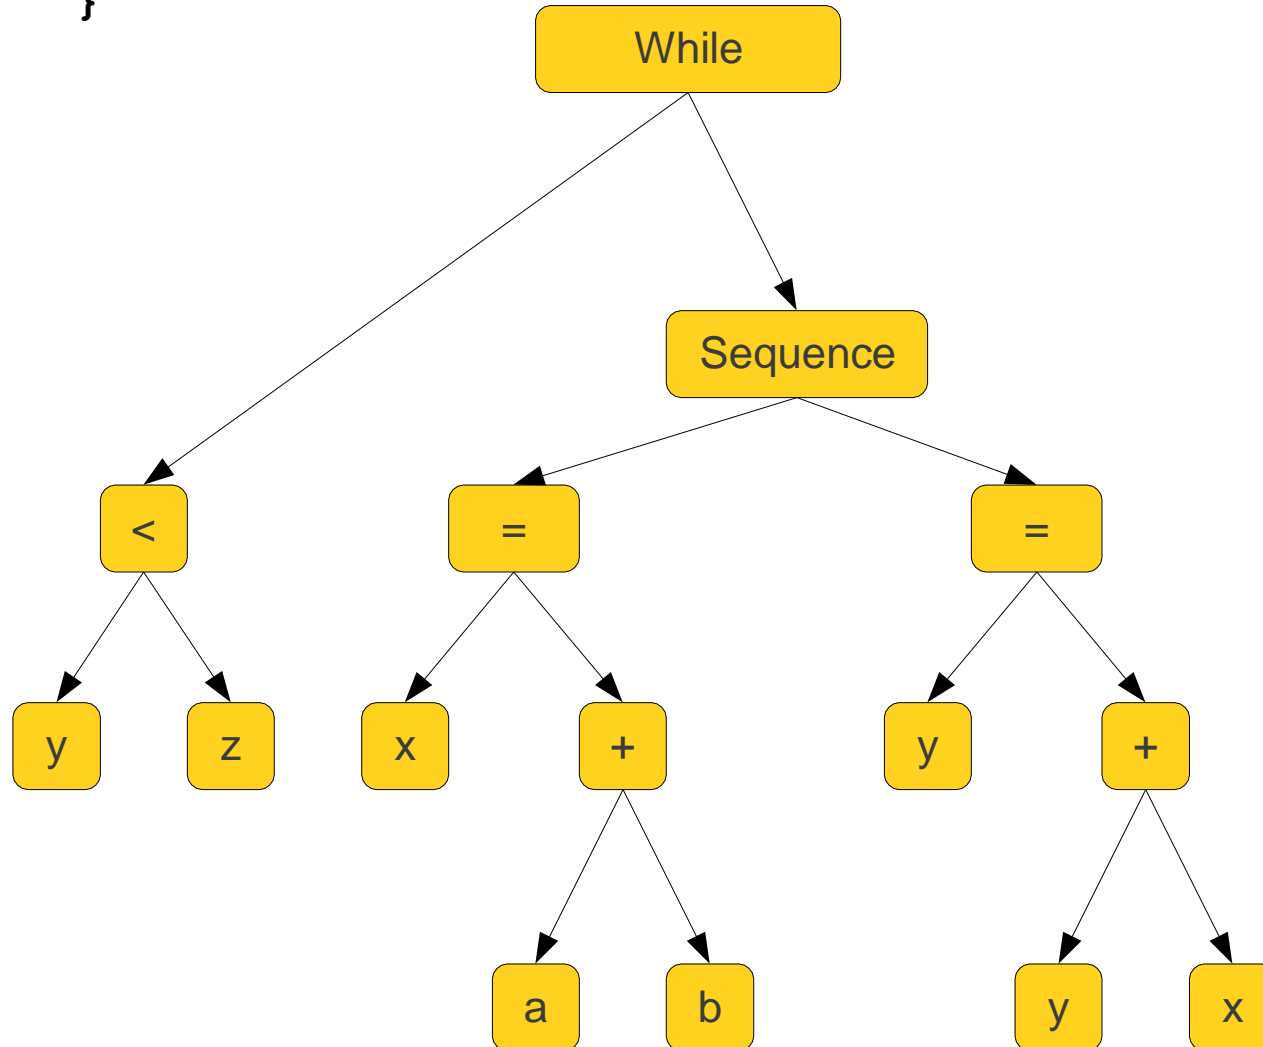 }
While
Sequence
< = =
y z x + y +
a b y x